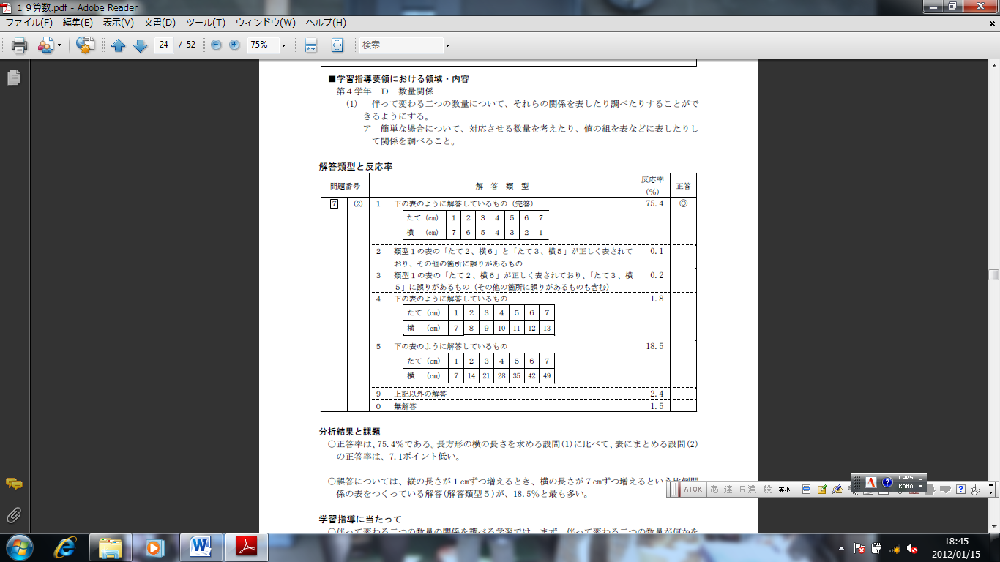 １９算数.pdf - Adobe Reader
ファイル(F) 編集(E) 表示(V) 文書(D) ツール(T) ウィンドウ(W) ヘルプ(H)
24 / 52 75% 検索
■学習指導要領における領域・内容
第４学年　Ｄ　数量関係
(1)　伴って変わる二つの数量について、それらの関係を表したり調べたりすることがで
きるようにする。
ア　簡単な場合について、対応させる数量を考えたり、値の組を表などに表したりし
て関係を調べること。
解答類型と反応率
問題番号 解　答　類　型 反応率（％） 正答
7 (2) 1 下の表のように解答しているもの（完答） 75.4 ◎
たて（㎝） 1 2 3 4 5 6 7
横　（㎝） 7 6 5 4 3 2 1
2 類型１の表の「たて２、横６」と「たて３、横５」が正しく表されて 0.1
おり、その他の箇所に誤りがあるもの
3 類型１の表の「たて２、横６」が正しく表されており、「たて３、横 0.2
５」に誤りがあるもの（その他の箇所に誤りがあるものも含む）
4 下の表のように解答しているもの 1.8
たて（㎝） 1 2 3 4 5 6 7
横　（㎝） 7 8 9 10 11 12 13
5 下の表のように解答しているもの 18.5
たて（㎝） 1 2 3 4 5 6 7
横　（㎝） 7 14 21 28 35 42 49
9 上記以外の解答 2.4
0 無解答 1.5
分析結果と課題
○正答率は、75.4％である。長方形の横の長さを求める設問(1)に比べて、表にまとめる設問(2)
の正答率は、7.1ポイント低い。
○誤答については、縦の長さが１㎝ずつ増えるとき、横の長さが７㎝ずつ増えるという比例関
係の表をつくっている解答（解答類型５）が、18.5％と最も多い。
CAPS
KANA
ATOK あ 連 R漢 般 英小
学習指導に当たって
○伴って変わる二つの数量の関係を調べる学習では、まず、伴って変わる二つの数量が何かを
18:45
2012/01/15